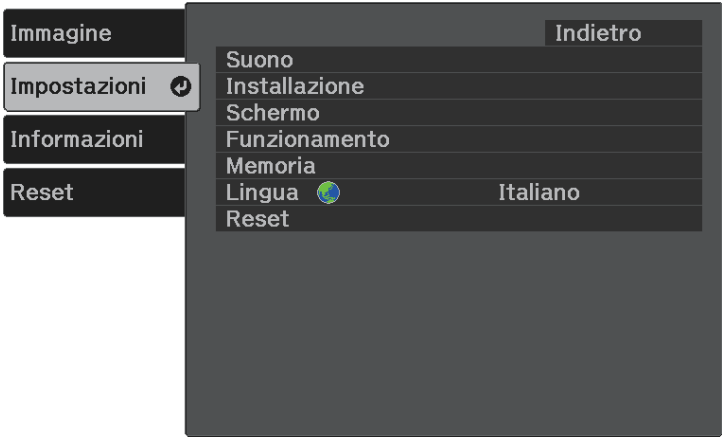 Immagine
Impostazioni
Informazioni
Reset
Indietro
Suono
Installazione
Schermo
Funzionamento
Memoria
Lingua Italiano
Reset